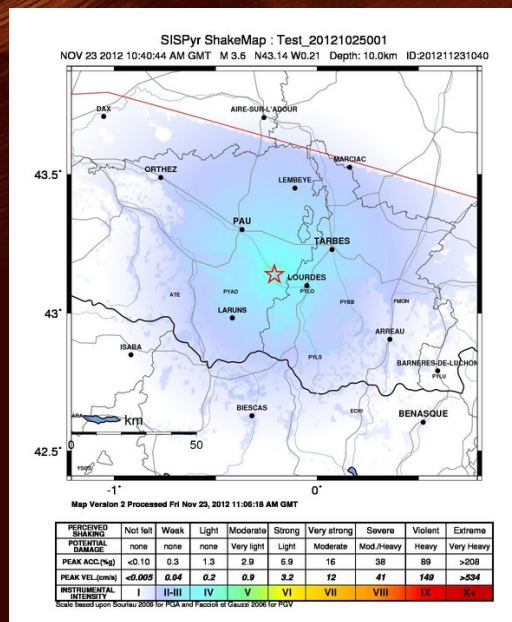 SISPyr ShakeMap : Test_20121025001
NOV 23 2012 10:40:44 AM GMT M 3.6 N43.14 W0.21 Depth: 10.0km ID:201211231040
DAX
AIRE-SUR-L'ADOUR
43.5°
ORTHEZ
MARCIAC
LEMBEYE
PAU
TARBES
LOURDES
ATE
PYAD
PYLO
PYBB
FMON
43°
LARUNS
ARREAU
ISABA
PYLS
BARNERES-DE-LUCHON
PYLU
BIESCAS
ECHI
BENASQUE
km
0 50
42.5°
-1° 0°
Map Version 2 Processed Fri Nov 23, 2012 11:06:18 AM GMT
PERCEIVED SHAKING Not felt Weak Light Moderate Strong Very strong Severe Violent Extreme
POTENTIAL DAMAGE none none none Very light Light Moderate Mod./Heavy Heavy Very Heavy
PEAK ACC.(%g) <0.10 0.3 1.3 2.9 6.9 16 38 89 >208
PEAK VEL.(cm/s) <0.005 0.04 0.2 0.9 3.2 12 41 149 >534
INSTRUMENTAL INTENSITY I II-III IV V VI VII VIII IX X+
Scale based upon Souriau 2006 for PGA and Faccioli et Gauzzi 2006 for PGV